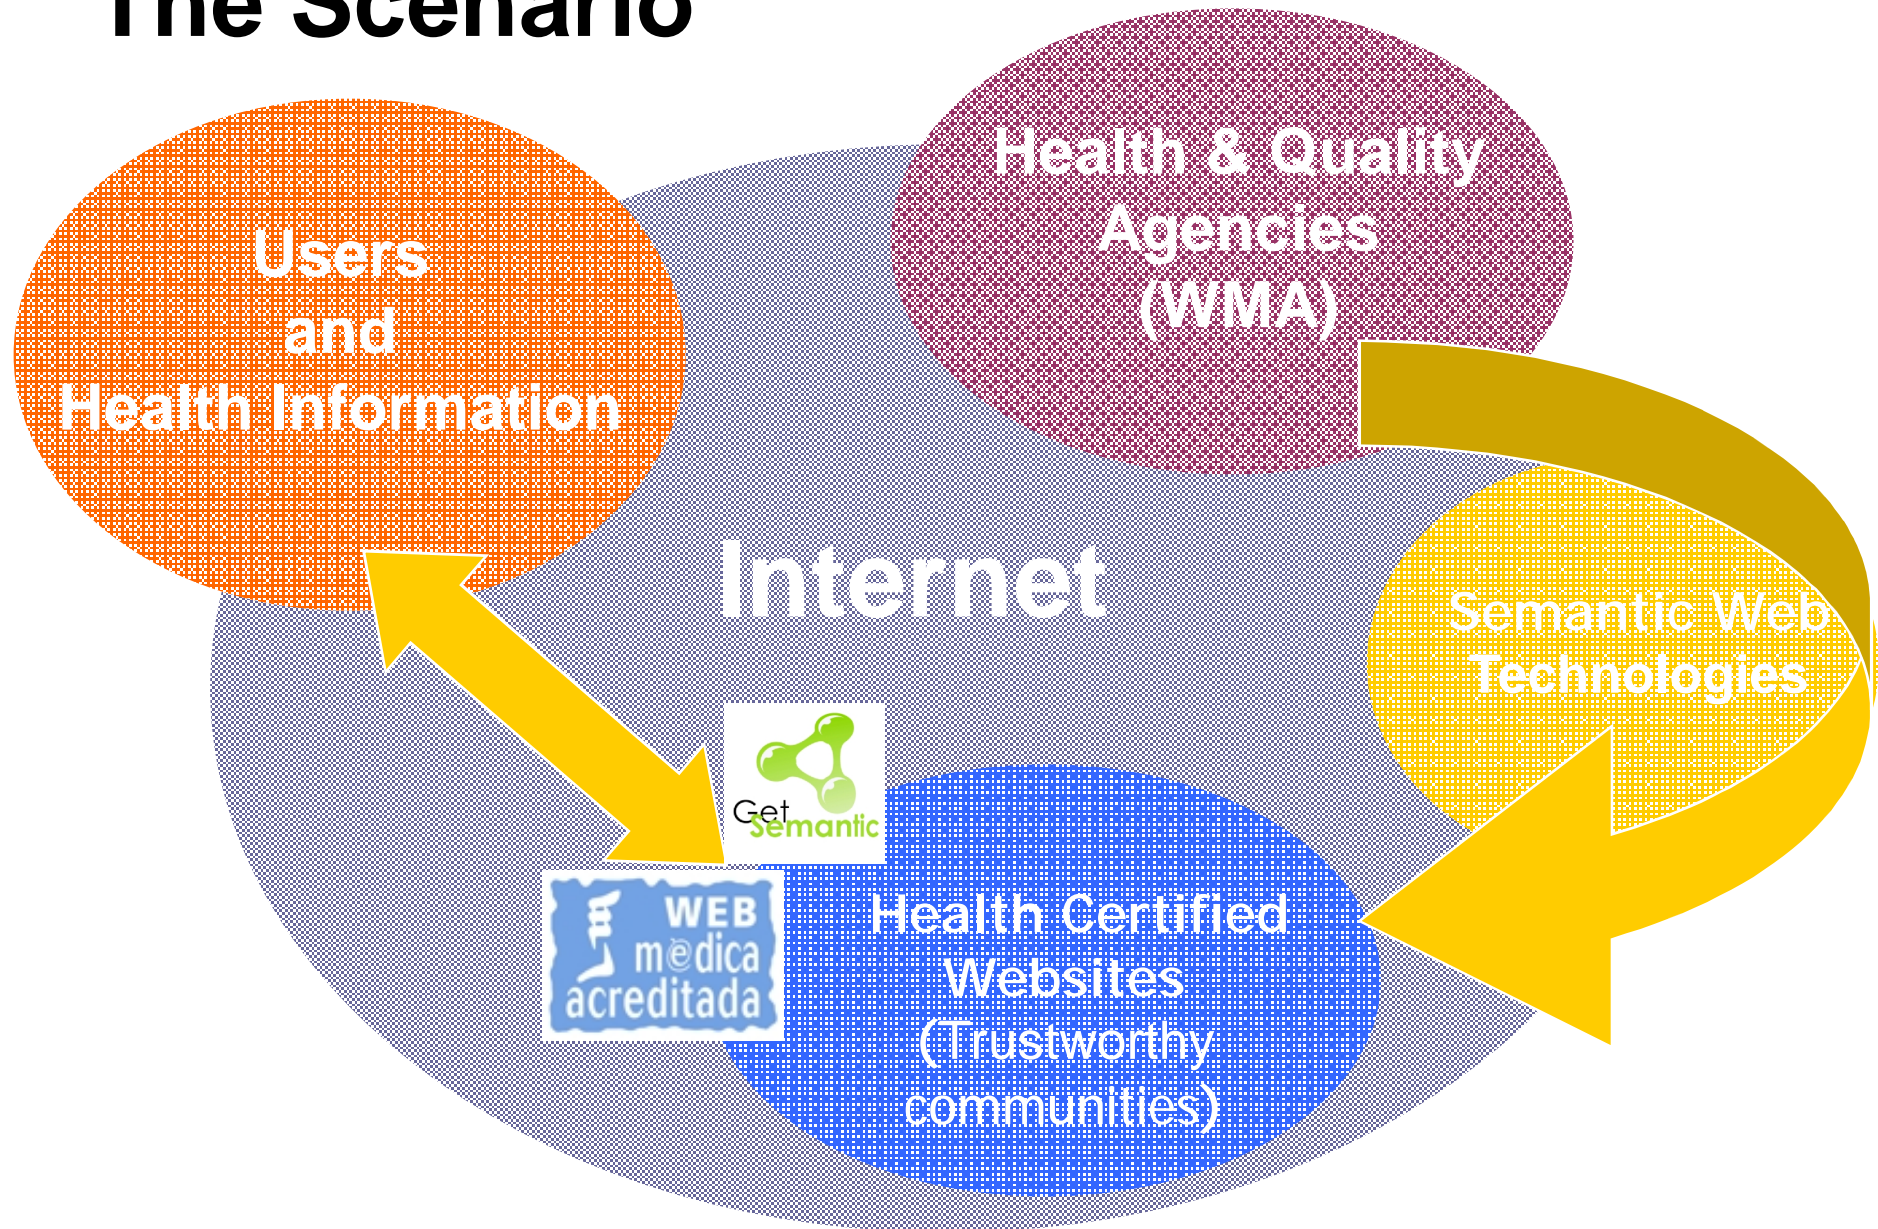 The Scenario
Users
and
Health Information
Health & Quality
Agencies
(WMA)
Internet
Semantic Web
Technologies
Get
Semantic
WEB
m@dica
acreditada
Health Certified
Websites
(Trustworthy
communities)